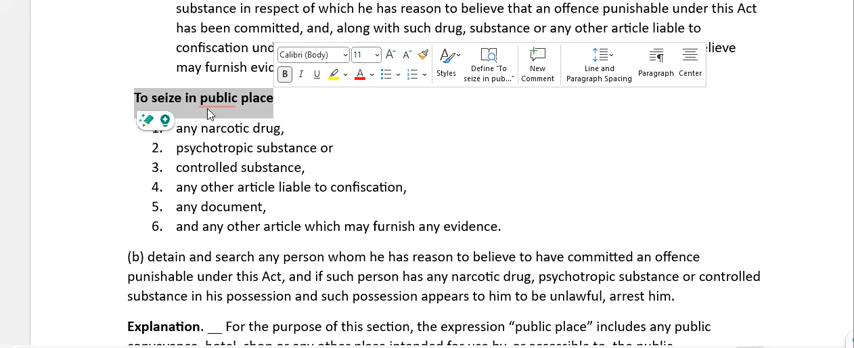 substance in respect of which he has reason to believe that an offence punishable under this Act
has been committed, and, along with such drug, substance or any other article liable to
confiscation und
elieve
may furnish evid
Calibri (Body)
11
A^
A˅
Styles
Define "To
seize in pub..."
New
Comment
Line and
Paragraph Spacing
Paragraph
Center
B I U A
To seize in public place
1. any narcotic drug,
2. psychotropic substance or
3. controlled substance,
4. any other article liable to confiscation,
5. any document,
6. and any other article which may furnish any evidence.
(b) detain and search any person whom he has reason to believe to have committed an offence
punishable under this Act, and if such person has any narcotic drug, psychotropic substance or controlled
substance in his possession and such possession appears to him to be unlawful, arrest him.
Explanation. __ For the purpose of this section, the expression “public place” includes any public